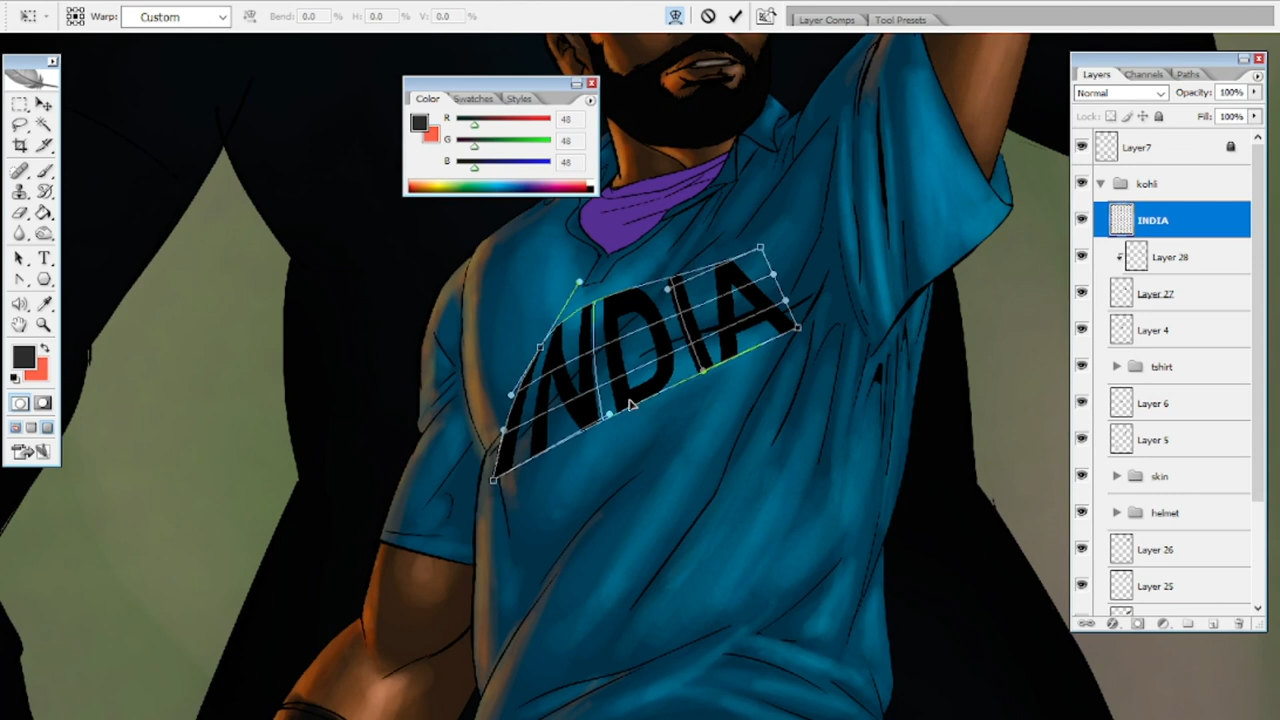 Warp: Custom Bend: 0.0 % H: 0.0 % V: 0.0 %
Layer Comps Tool Presets
Color Swatches Styles
R 48
G 48
B 48
INDIA
Layers Channels Paths
Normal Opacity: 100%
Lock: Fill: 100%
Layer7
kohli
INDIA
Layer 28
Layer 27
Layer 4
tshirt
Layer 6
Layer 5
skin
helmet
Layer 26
Layer 25